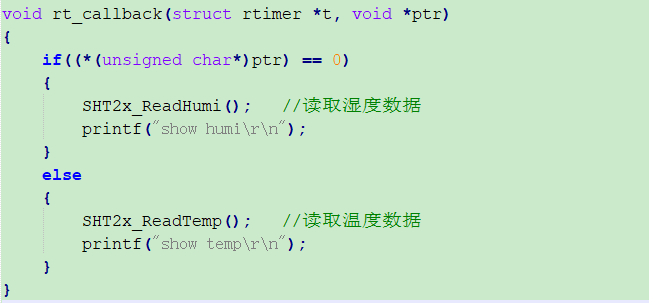 void rt_callback(struct rtimer *t, void *ptr)
{
    if((*(unsigned char*)ptr) == 0)
    {
        SHT2x_ReadHumi();   //读取湿度数据
        printf("show humi\r\n");
    }
    else
    {
        SHT2x_ReadTemp();   //读取温度数据
        printf("show temp\r\n");
    }
}